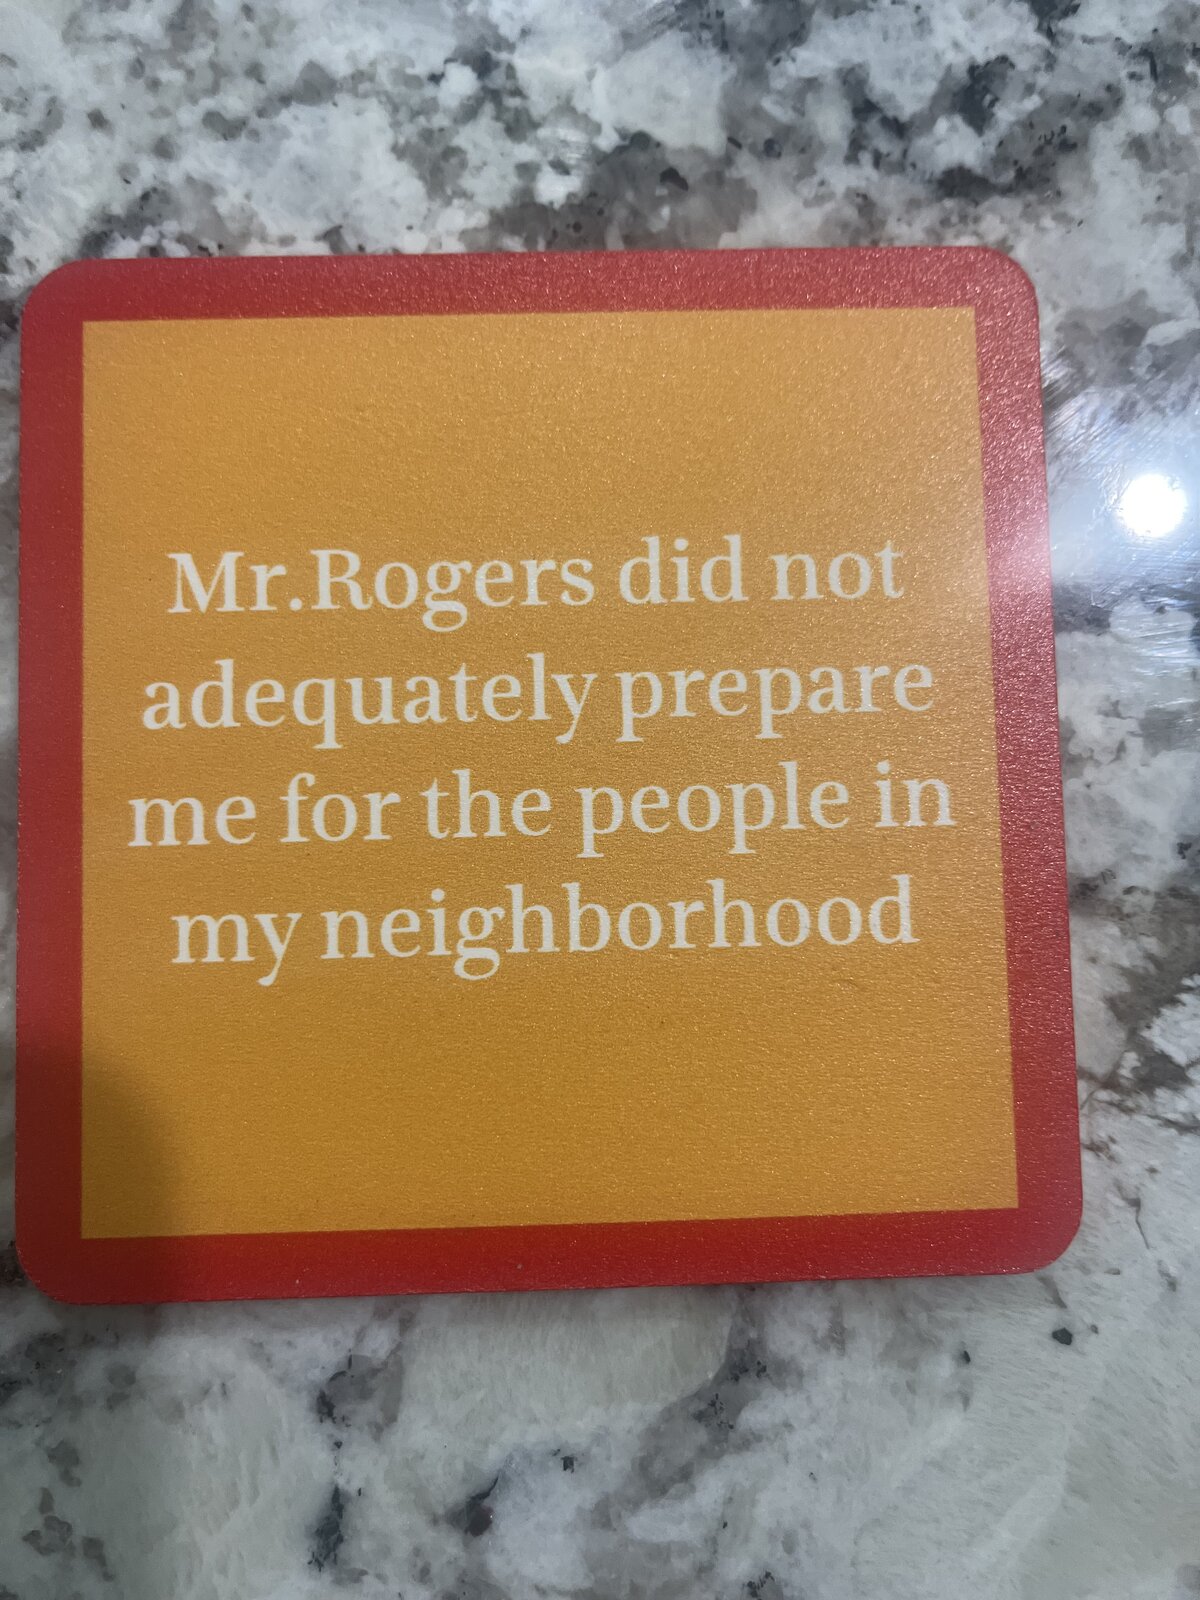 Mr.Rogers did not
adequately prepare
me for the people in
my neighborhood